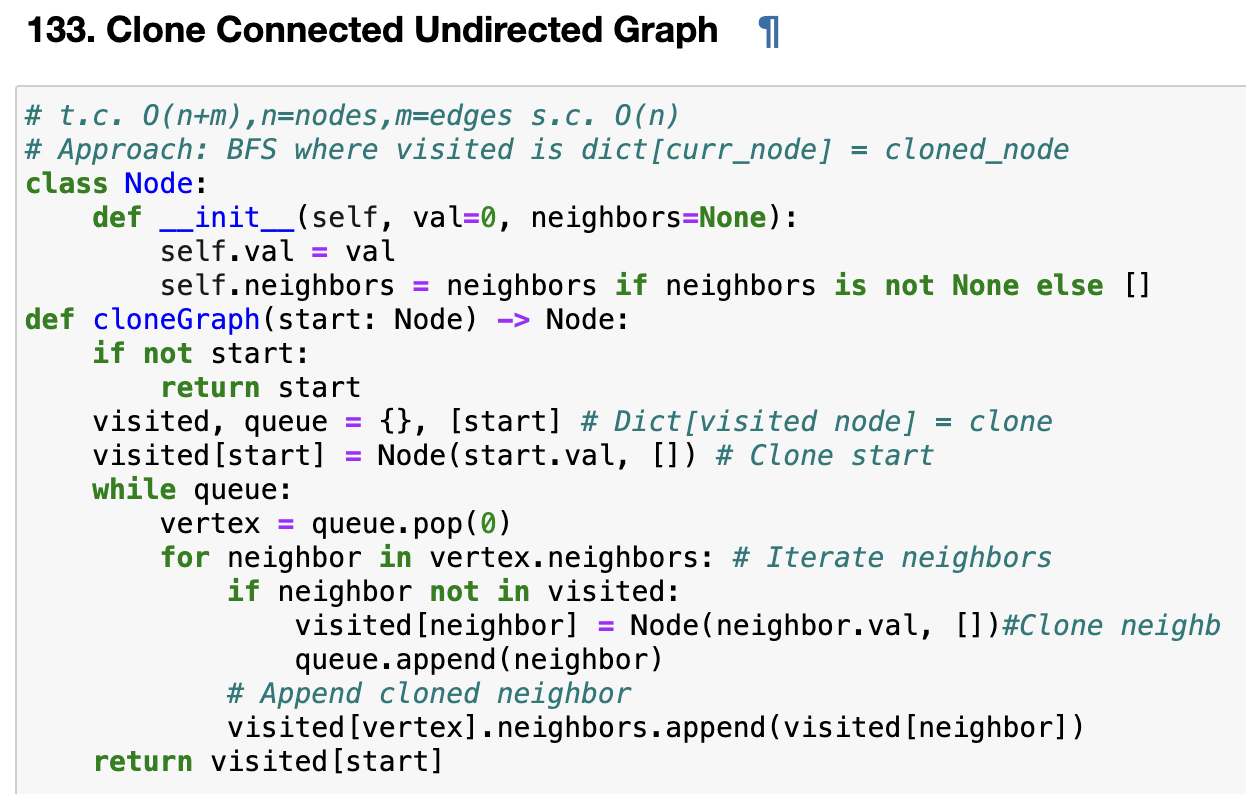 133. Clone Connected Undirected Graph ¶
# t.c. O(n+m),n=nodes,m=edges s.c. O(n)
# Approach: BFS where visited is dict[curr_node] = cloned_node
class Node:
    def __init__(self, val=0, neighbors=None):
        self.val = val
        self.neighbors = neighbors if neighbors is not None else []
def cloneGraph(start: Node) -> Node:
    if not start:
        return start
    visited, queue = {}, [start] # Dict[visited node] = clone
    visited[start] = Node(start.val, []) # Clone start
    while queue:
        vertex = queue.pop(0)
        for neighbor in vertex.neighbors: # Iterate neighbors
            if neighbor not in visited:
                visited[neighbor] = Node(neighbor.val, [])#Clone neighb
                queue.append(neighbor)
            # Append cloned neighbor
            visited[vertex].neighbors.append(visited[neighbor])
    return visited[start]